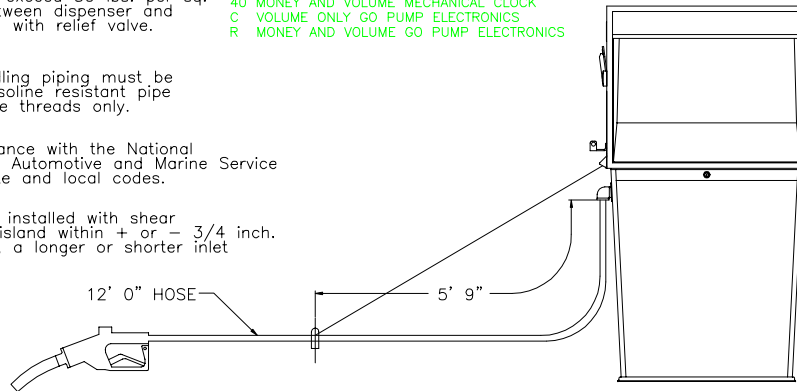 exceed 50 lbs. per sq.
tween dispenser and
with relief valve.
40 MONEY AND VOLUME MECHANICAL CLOCK
C VOLUME ONLY GO PUMP ELECTRONICS
R MONEY AND VOLUME GO PUMP ELECTRONICS
lling piping must be
soline resistant pipe
e threads only.
ance with the National
Automotive and Marine Service
te and local codes.
installed with shear
island within + or – 3/4 inch.
a longer or shorter inlet
12' 0" HOSE
5' 9"